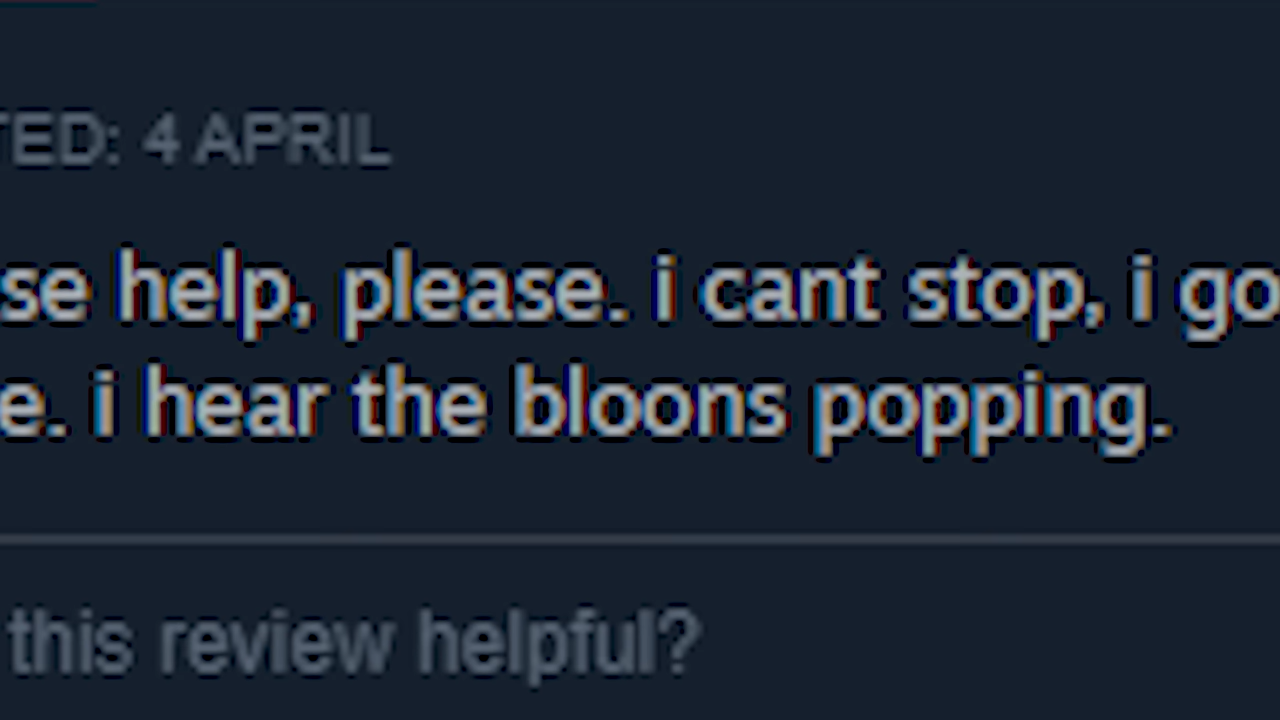 TED: 4 APRIL
se help, please. i cant stop, i go
e. i hear the bloons popping.
this review helpful?